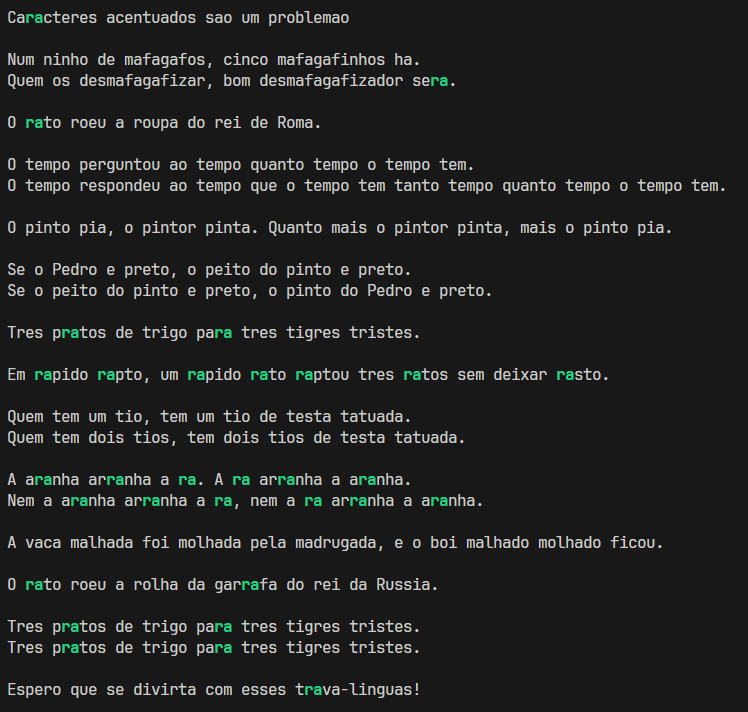 Caracteres acentuados sao um problemao
Num ninho de mafagafos, cinco mafagafinhos ha.
Quem os desmafagafizar, bom desmafagafizador sera.
O rato roeu a roupa do rei de Roma.
O tempo perguntou ao tempo quanto tempo o tempo tem.
O tempo respondeu ao tempo que o tempo tem tanto tempo quanto tempo o tempo tem.
O pinto pia, o pintor pinta. Quanto mais o pintor pinta, mais o pinto pia.
Se o Pedro e preto, o peito do pinto e preto.
Se o peito do pinto e preto, o pinto do Pedro e preto.
Tres pratos de trigo para tres tigres tristes.
Em rapido rapto, um rapido rato raptou tres ratos sem deixar rasto.
Quem tem um tio, tem um tio de testa tatuada.
Quem tem dois tios, tem dois tios de testa tatuada.
A aranha arranha a ra. A ra arranha a aranha.
Nem a aranha arranha a ra, nem a ra arranha a aranha.
A vaca malhada foi molhada pela madrugada, e o boi malhado molhado ficou.
O rato roeu a rolha da garrafa do rei da Russia.
Tres pratos de trigo para tres tigres tristes.
Tres pratos de trigo para tres tigres tristes.
Espero que se divirta com esses trava-linguas!